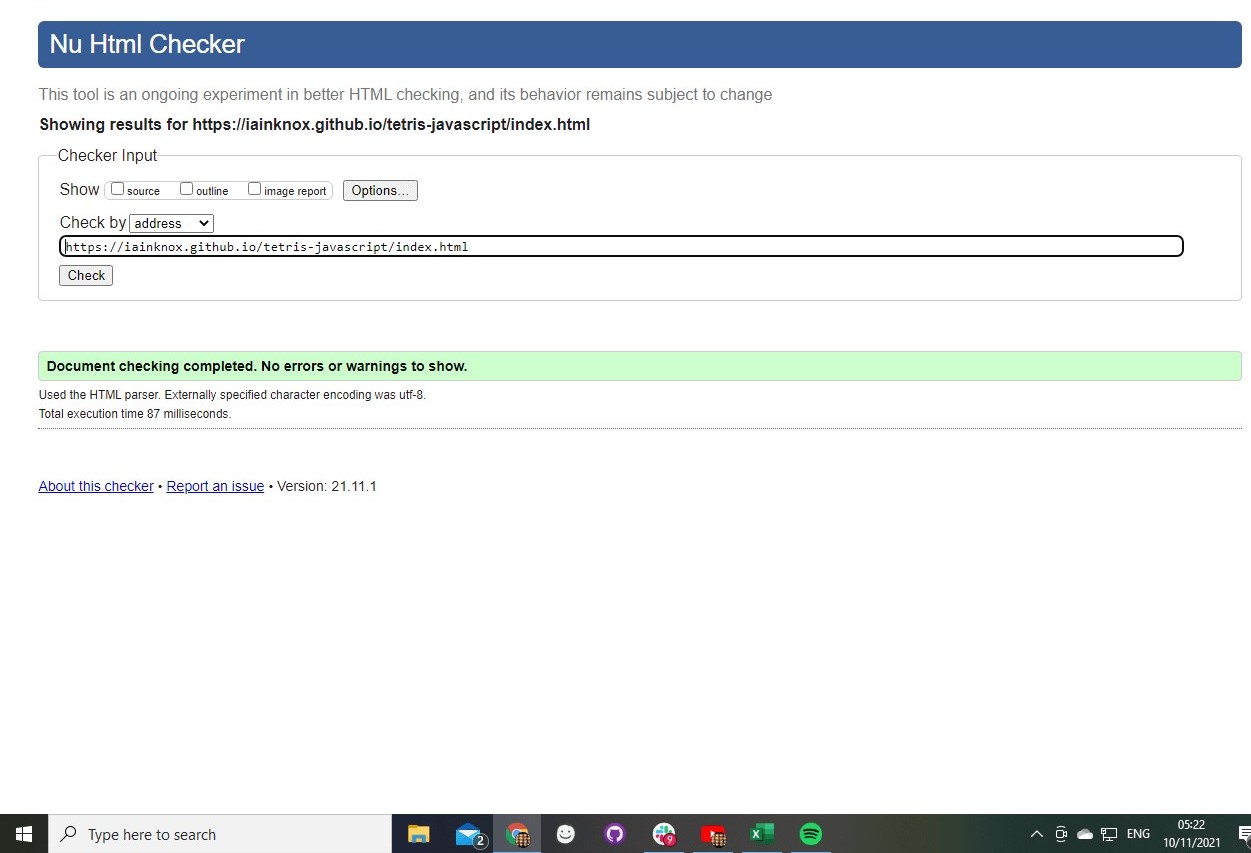 Nu Html Checker
This tool is an ongoing experiment in better HTML checking, and its behavior remains subject to change
Showing results for https://iainknox.github.io/tetris-javascript/index.html
Checker Input
Show source outline image report Options...
Check by address
https://iainknox.github.io/tetris-javascript/index.html
Check
Document checking completed. No errors or warnings to show.
Used the HTML parser. Externally specified character encoding was utf-8.
Total execution time 87 milliseconds.
About this checker • Report an issue • Version: 21.11.1
Type here to search
2
9
X
ENG
05:22
10/11/2021